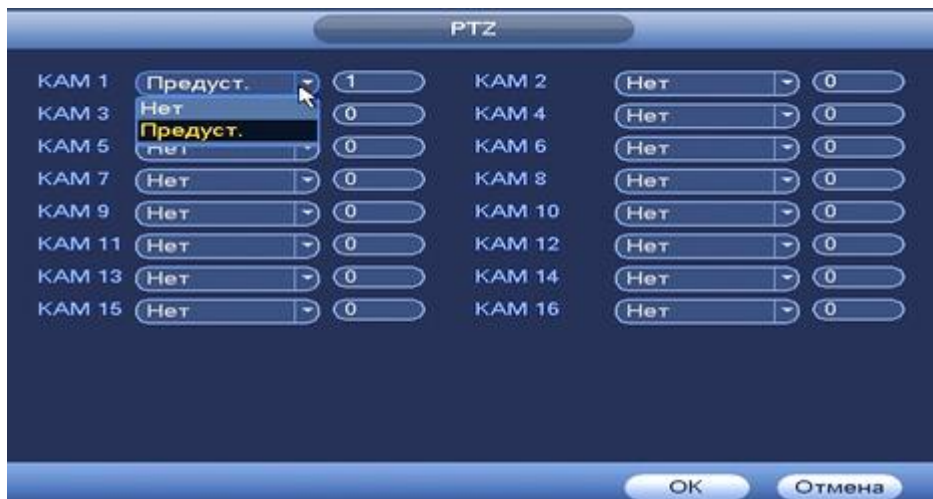 PTZ
КАМ 1 Предуст. 1 КАМ 2 Нет 0
КАМ 3 Нет 0 КАМ 4 Нет 0
Предуст.
КАМ 5 Нет 0 КАМ 6 Нет 0
КАМ 7 Нет 0 КАМ 8 Нет 0
КАМ 9 Нет 0 КАМ 10 Нет 0
КАМ 11 Нет 0 КАМ 12 Нет 0
КАМ 13 Нет 0 КАМ 14 Нет 0
КАМ 15 Нет 0 КАМ 16 Нет 0
OK Отмена